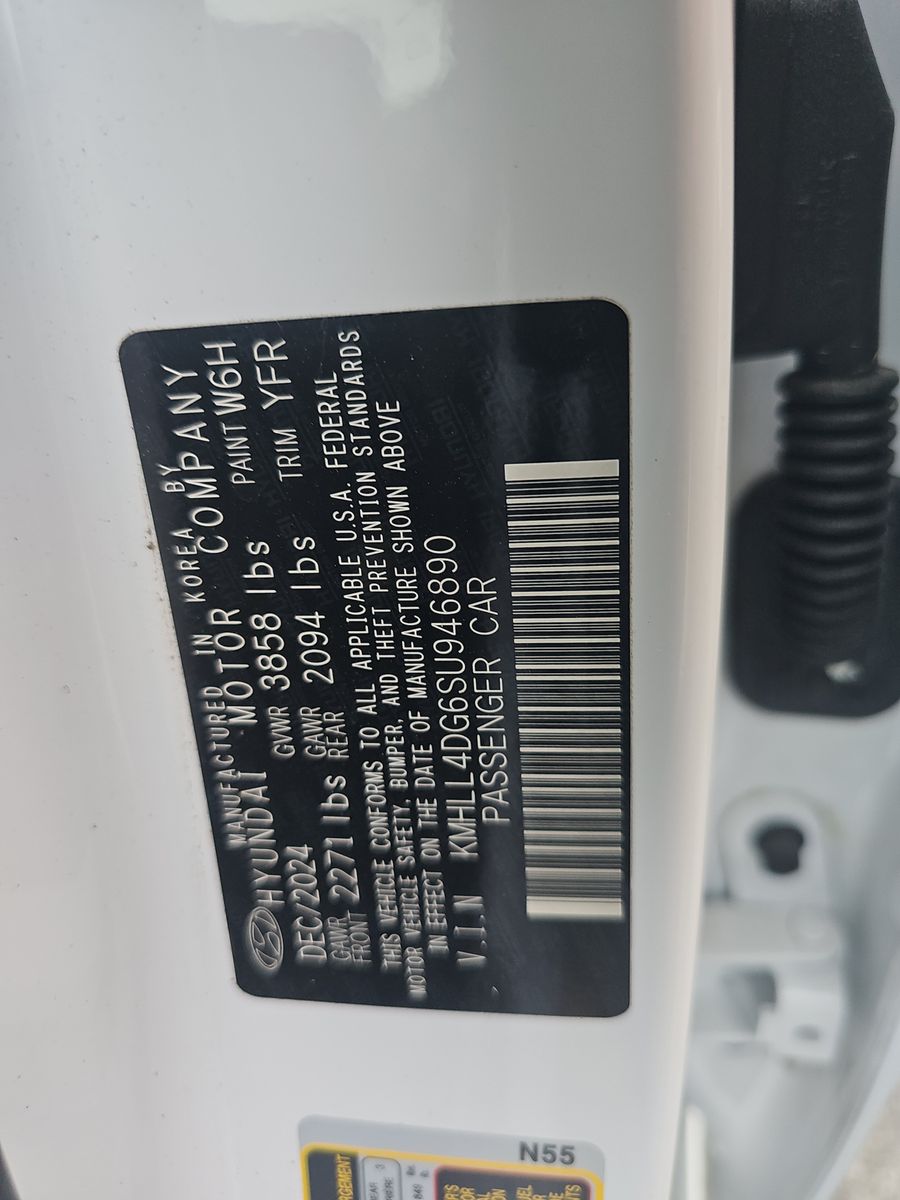 MANUFACTURED IN KOREA BY
HYUNDAI MOTOR COMPANY
DEC/2024 GVWR 3858 lbs PAINT W6H
GAWR FRONT 2271 lbs GAWR REAR 2094 lbs TRIM YFR
THIS VEHICLE CONFORMS TO ALL APPLICABLE U.S.A. FEDERAL
MOTOR VEHICLE SAFETY, BUMPER, AND THEFT PREVENTION STANDARDS
IN EFFECT ON THE DATE OF MANUFACTURE SHOWN ABOVE
V.I.N KMHLL4DG6SU946890
PASSENGER CAR
N55